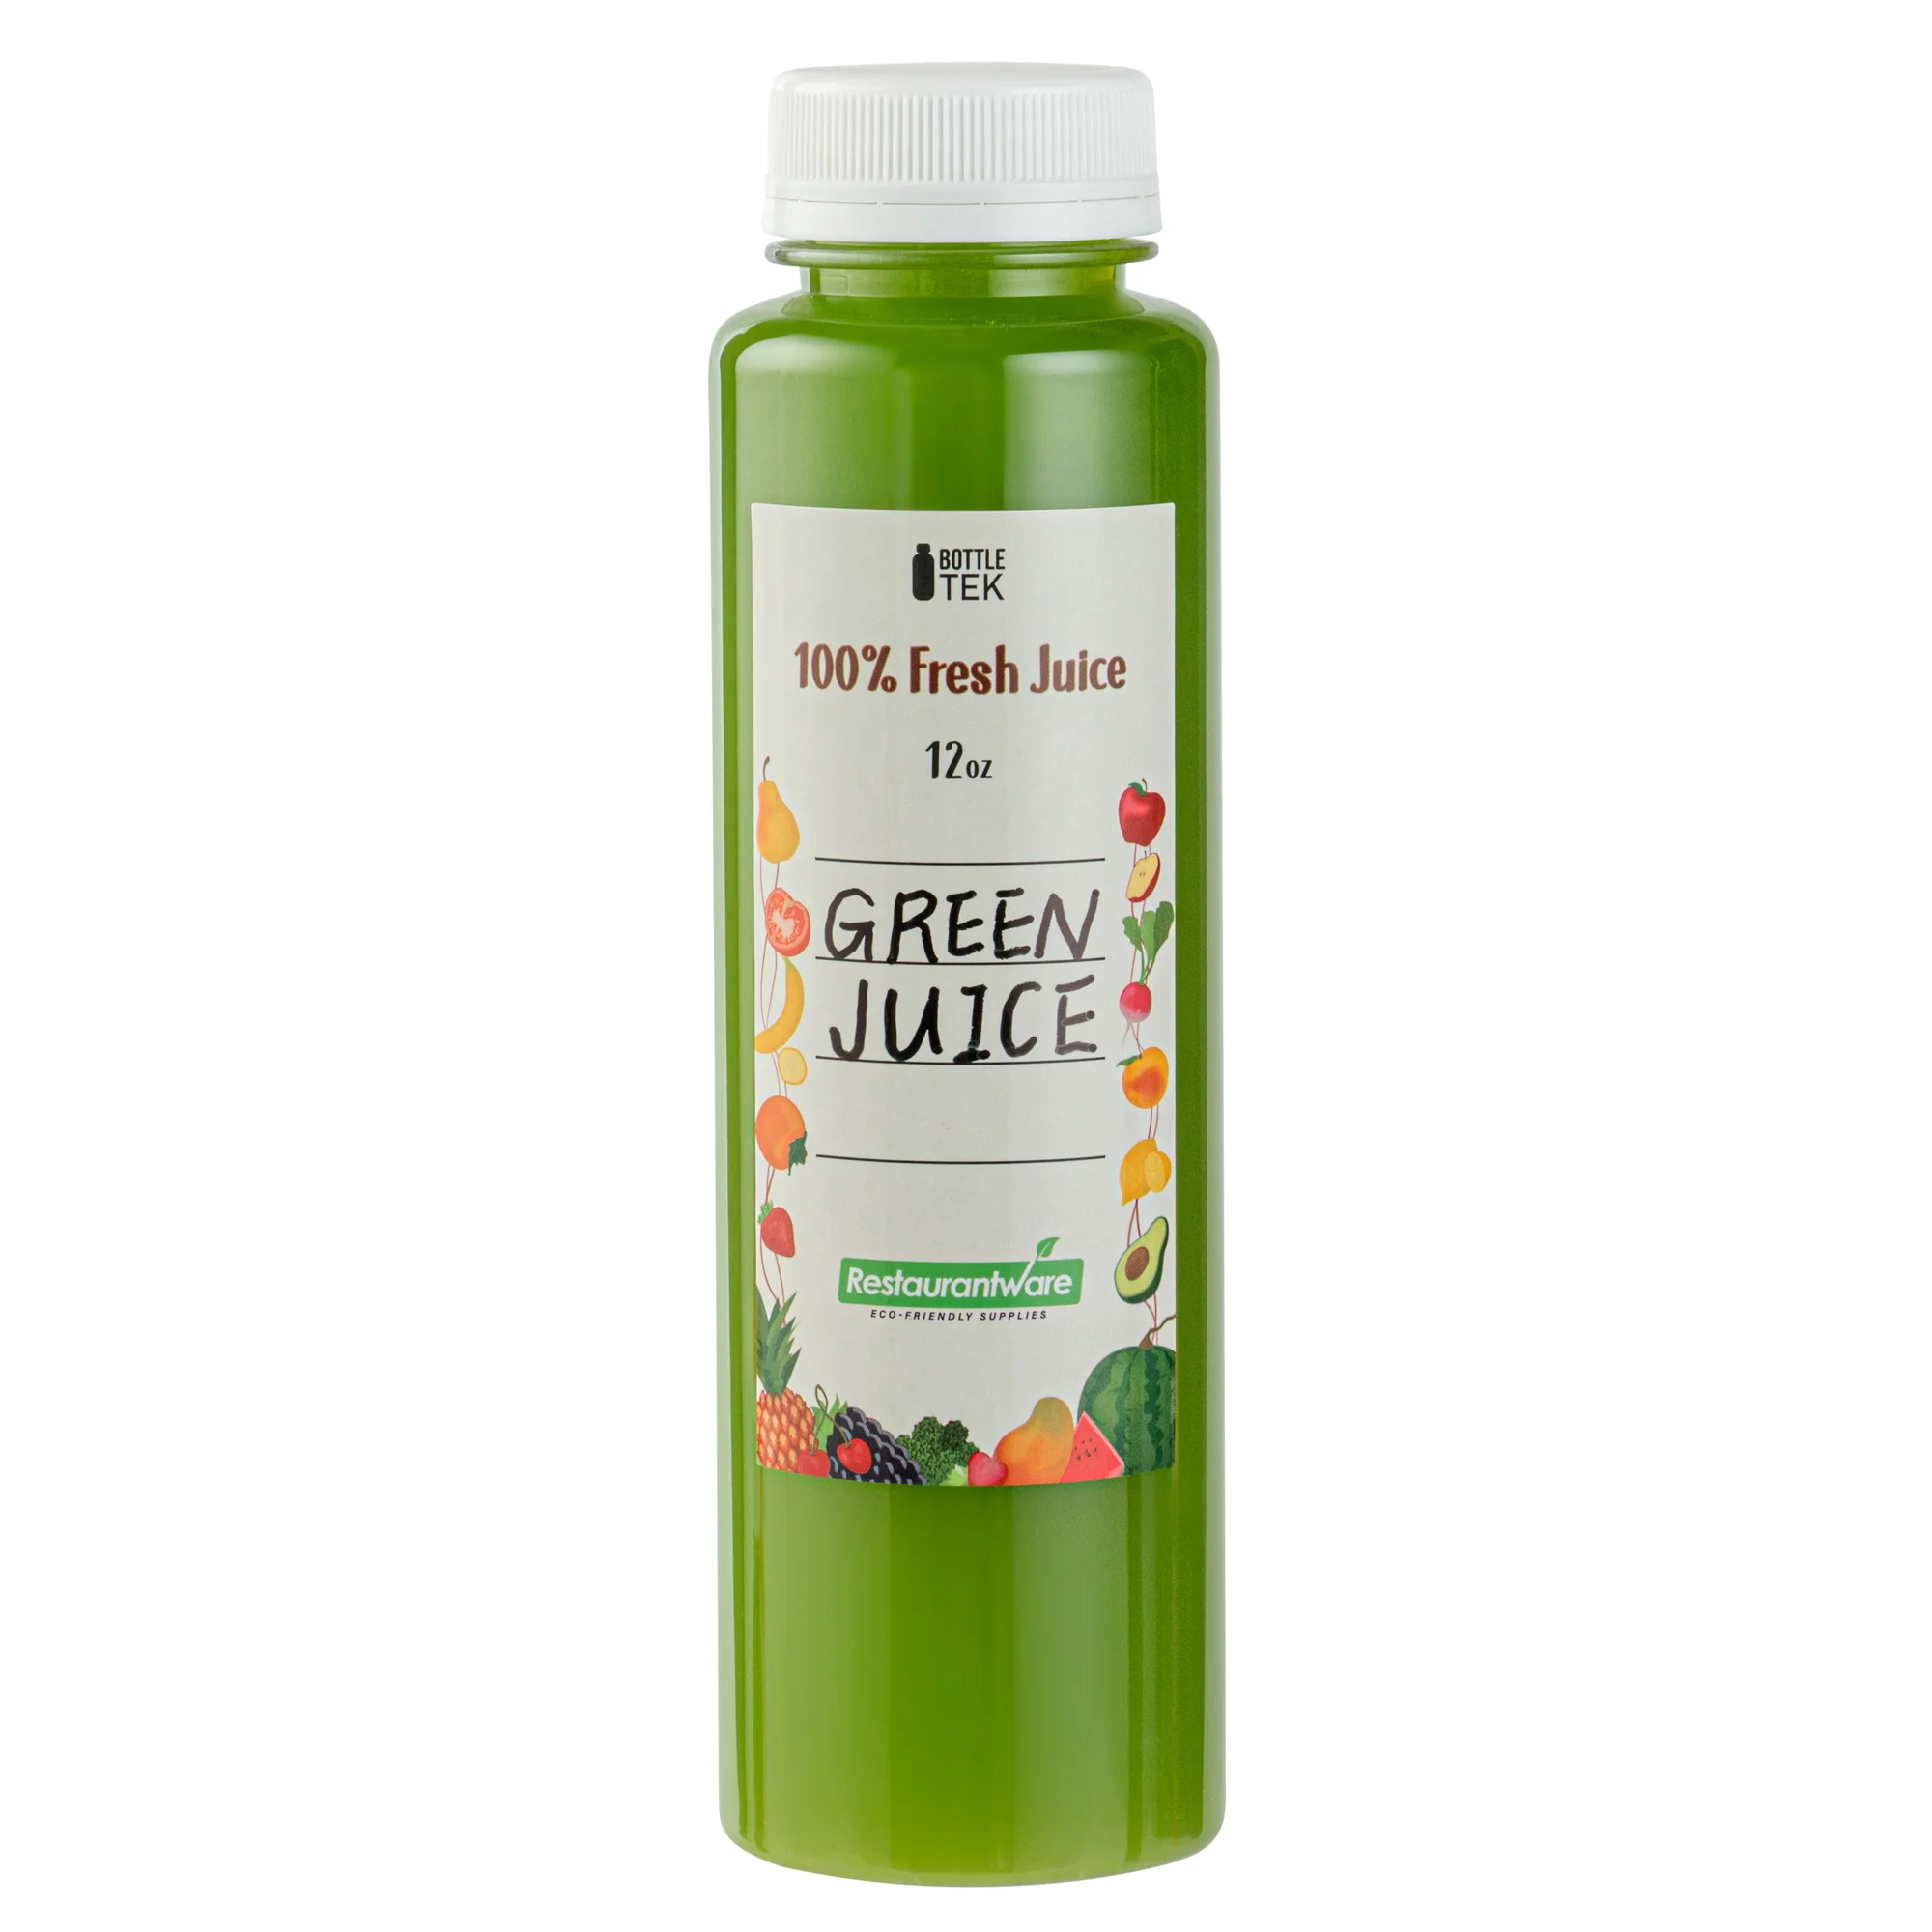 BOTTLE
TEK
100% Fresh Juice
12oz
GREEN
JUICE
Restaurantware
ECO-FRIENDLY SUPPLIES